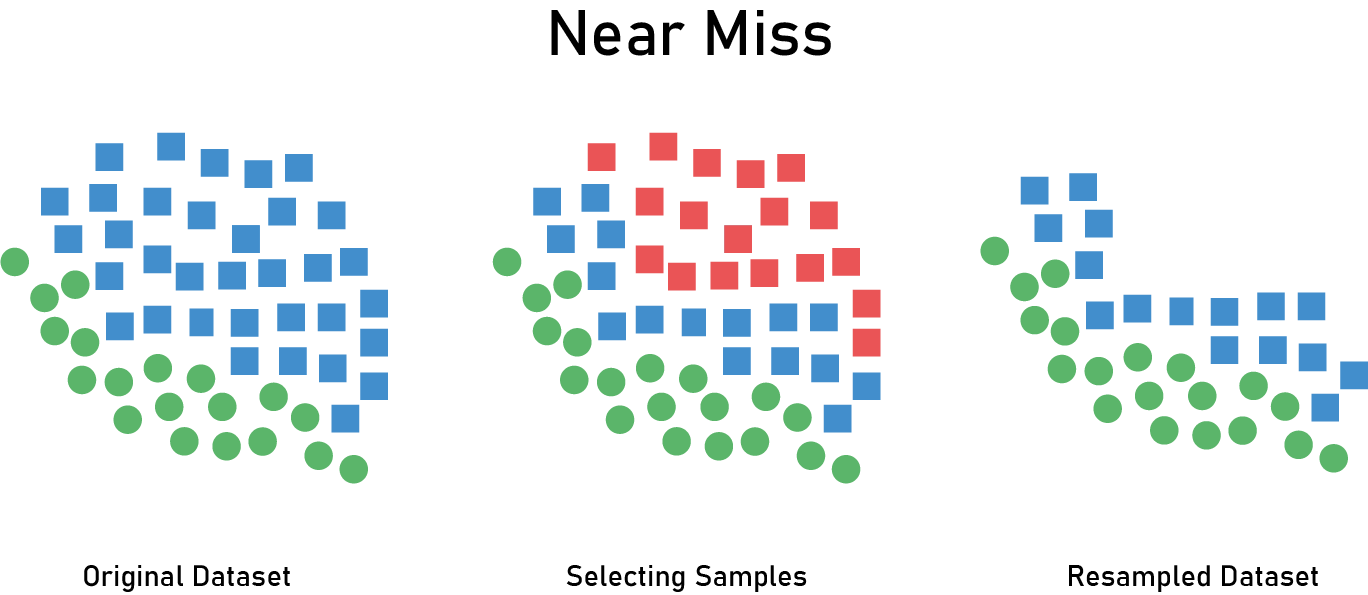 Near Miss
Original Dataset
Selecting Samples
Resampled Dataset